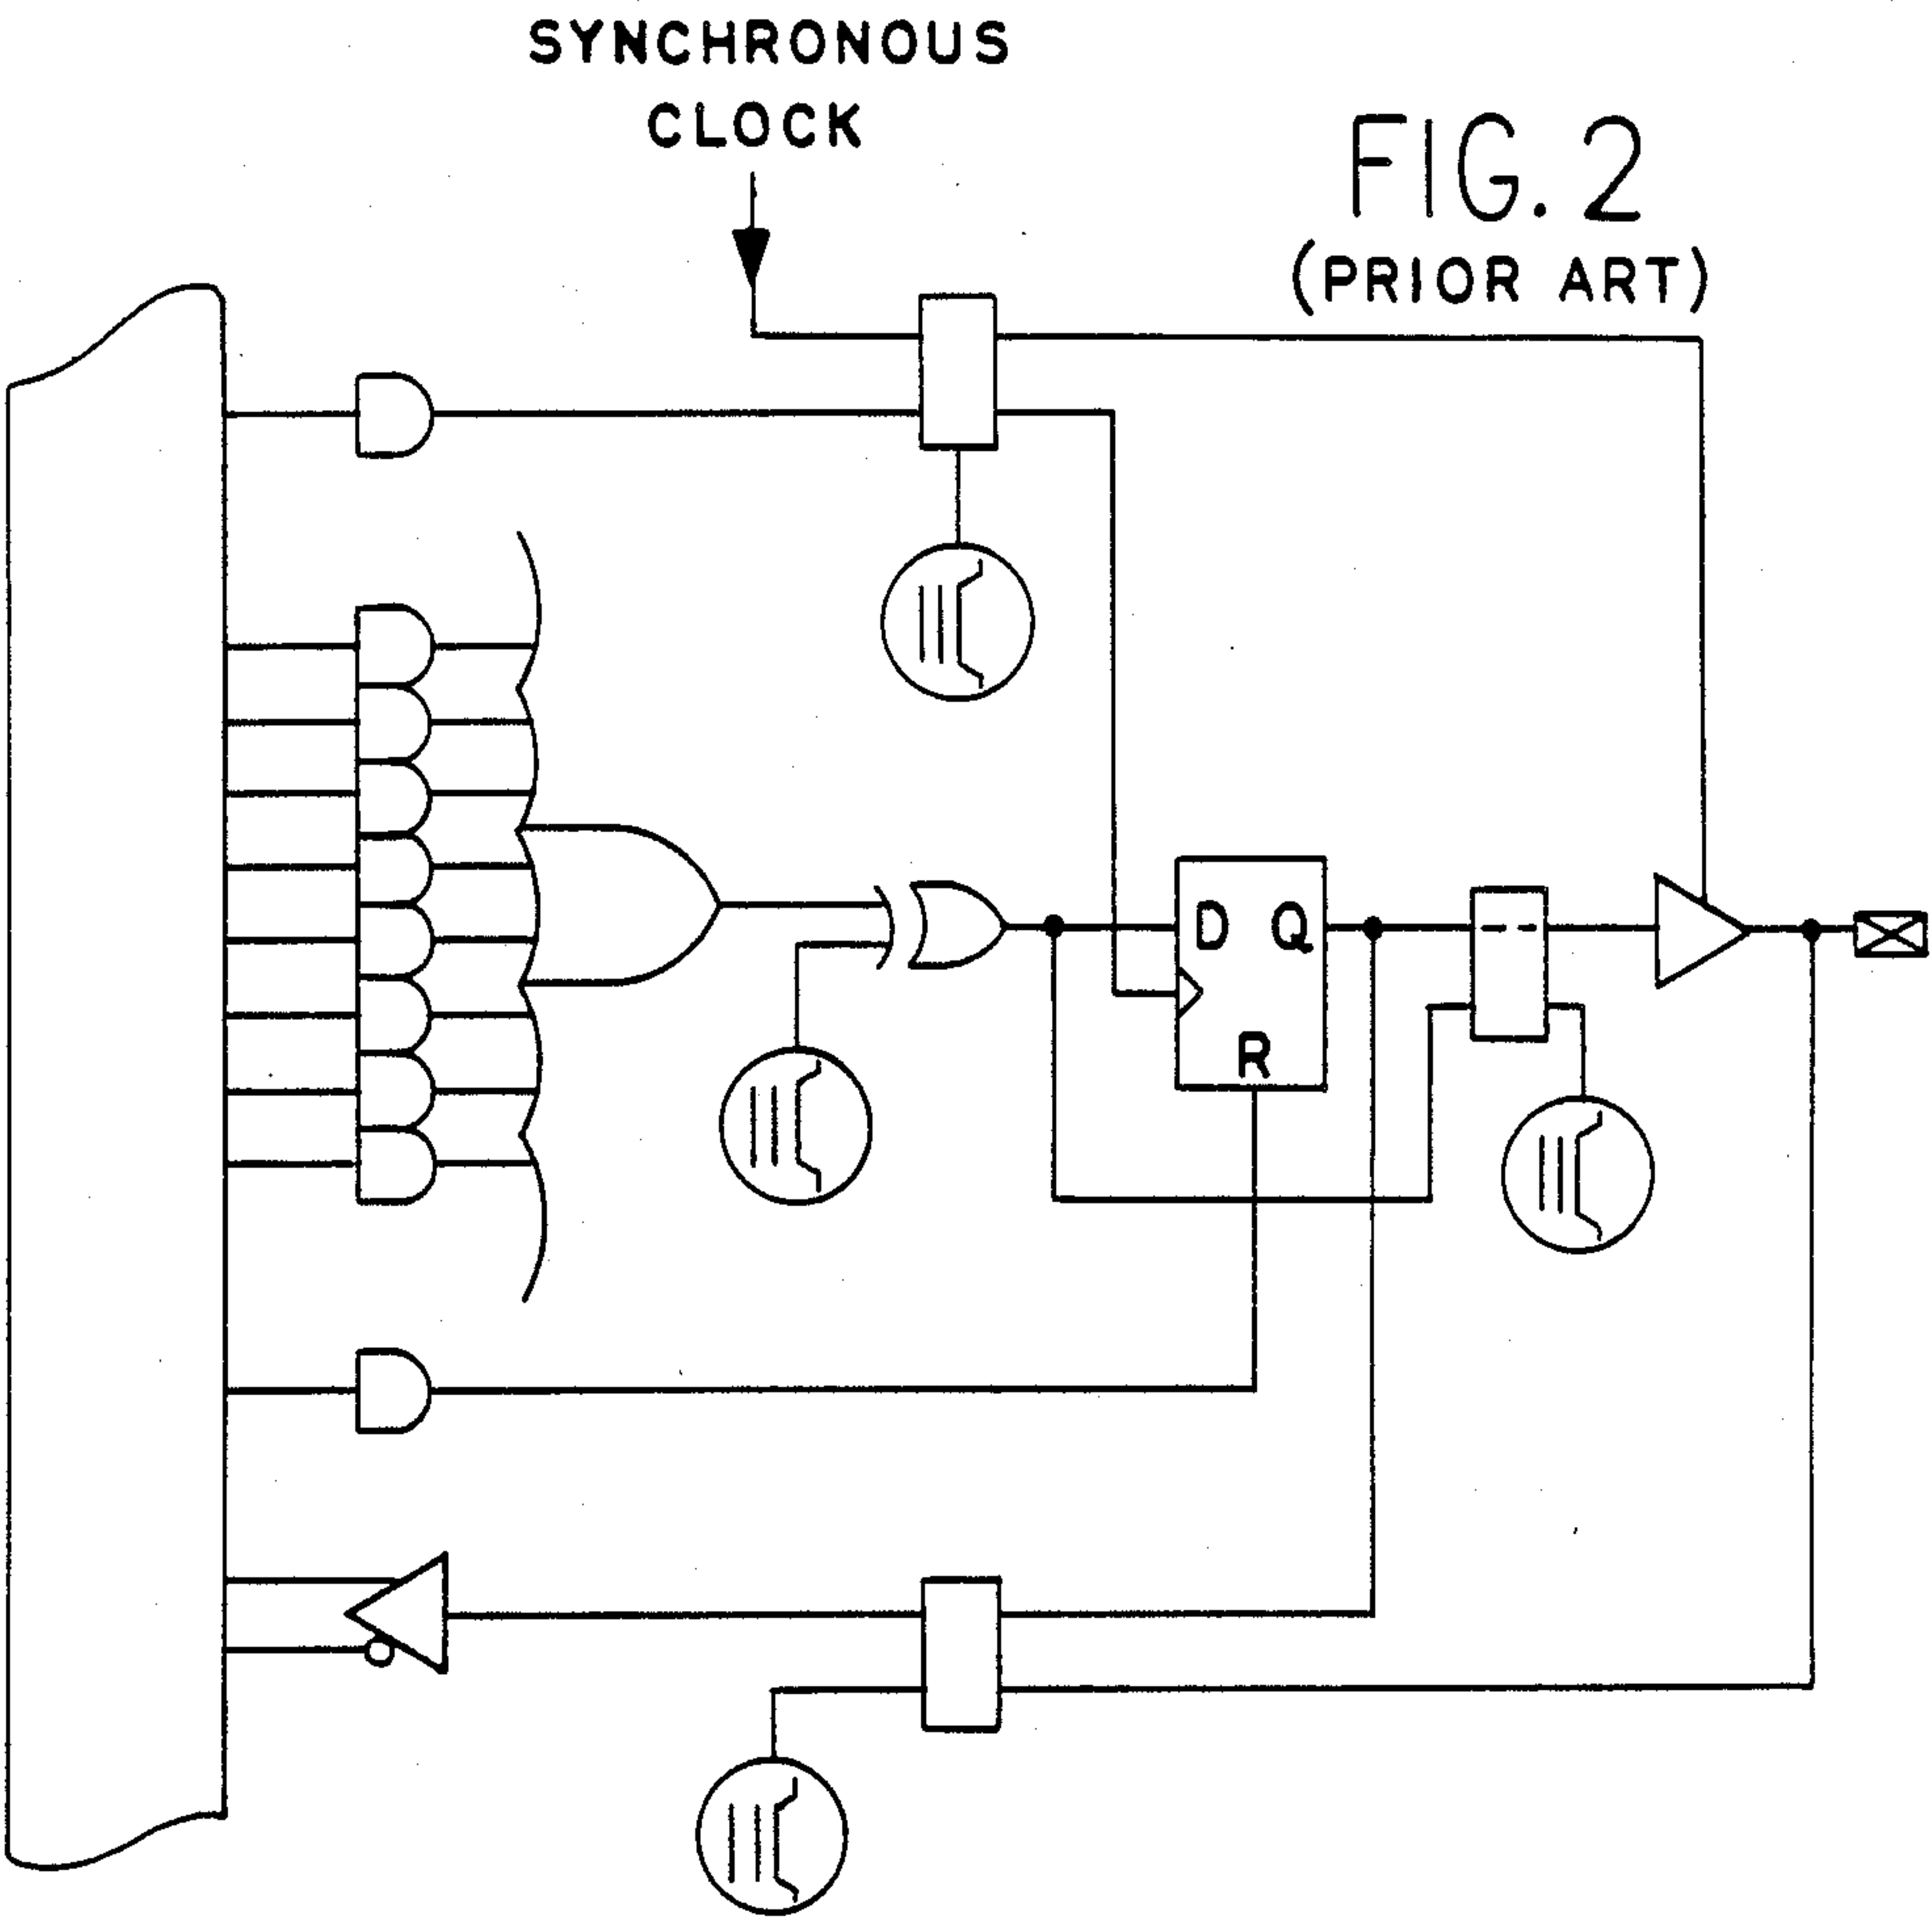 SYNCHRONOUS
CLOCK
FIG. 2
(PRIOR ART)
D Q
R